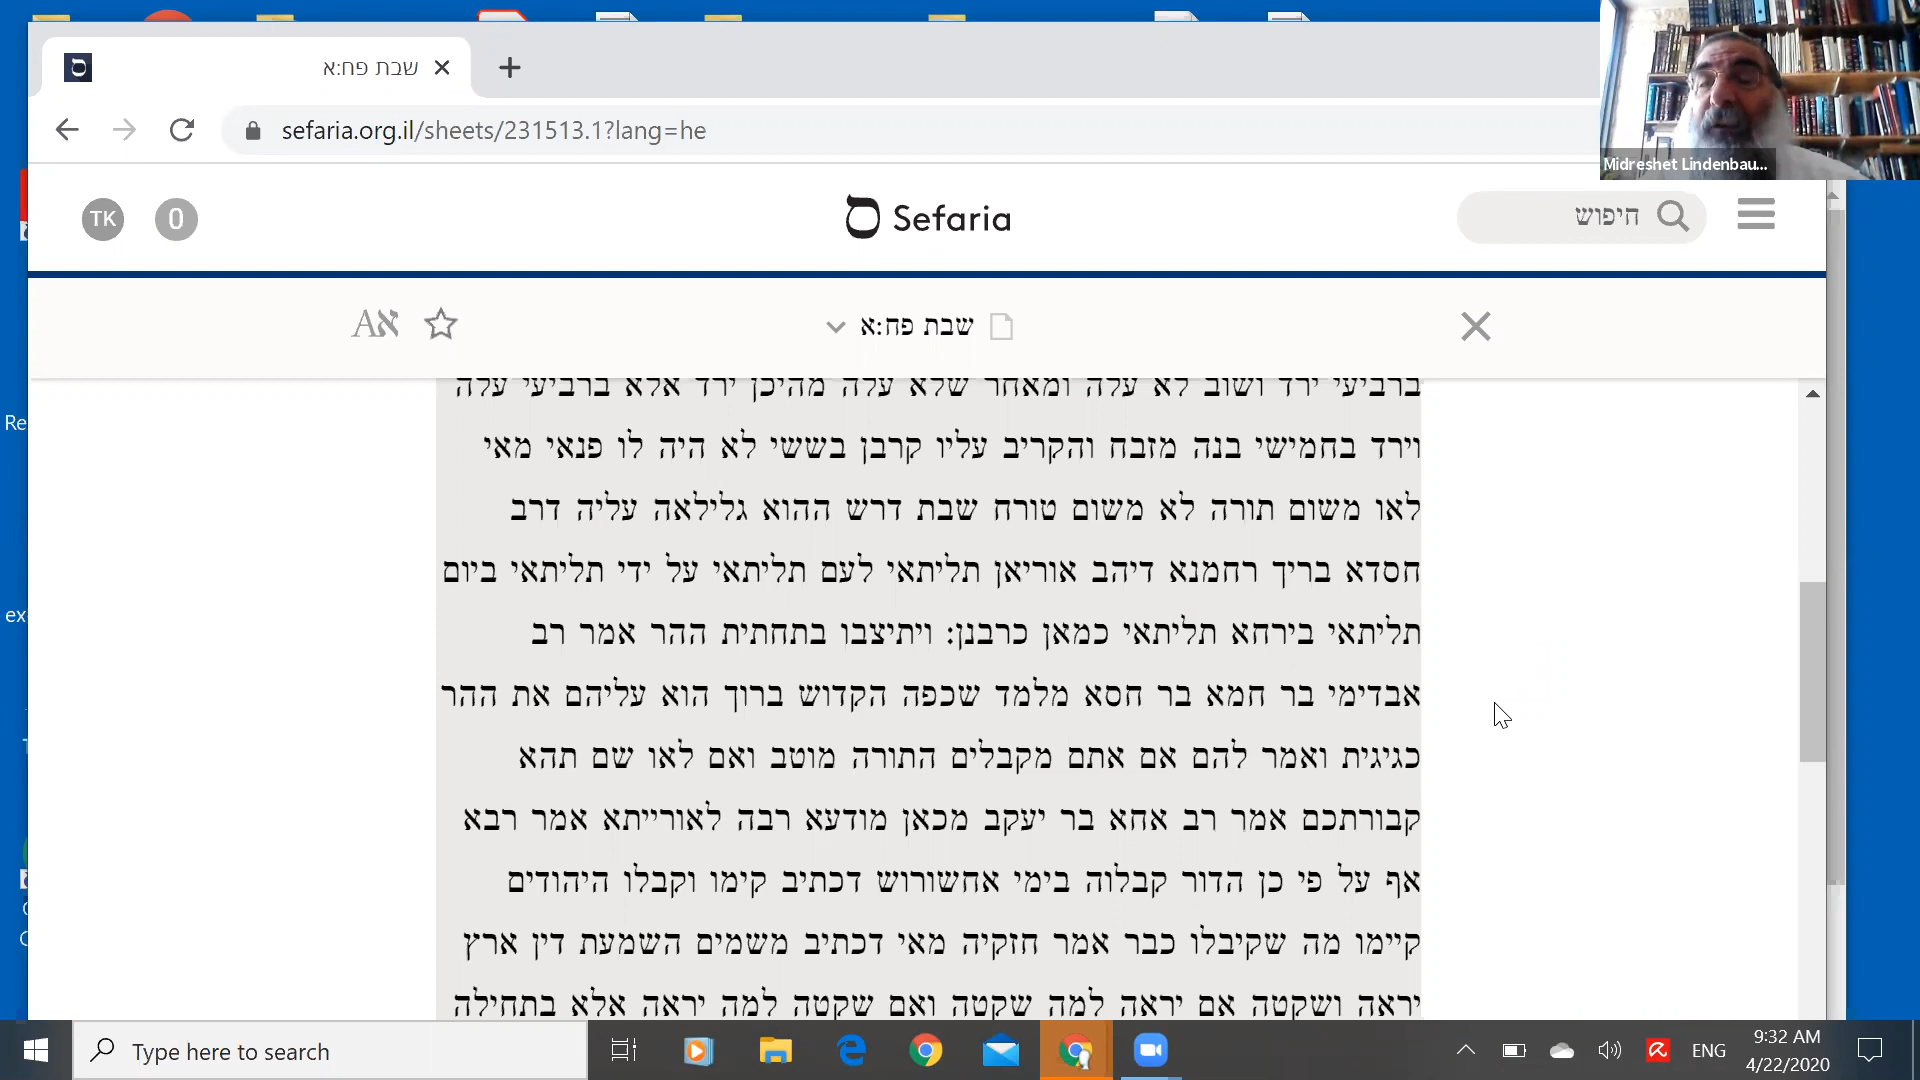 שבת פח:א
sefaria.org.il/sheets/231513.1?lang=he
Midreshet Lindenbau...
TK
0
Sefaria
חיפוש
שבת פח:א
ברביעי ירד ושוב לא עלה ומאחר שלא עלה מהיכן ירד אלא ברביעי עלה
וירד בחמישי בנה מזבח והקריב עליו קרבן בששי לא היה לו פנאי מאי
לאו משום תורה לא משום טורח שבת דרש ההוא גלילאה עליה דרב
חסדא בריך רחמנא דיהב אוריאן תליתאי לעם תליתאי על ידי תליתאי ביום
תליתאי בירחא תליתאי כמאן כרבנן: ויתיצבו בתחתית ההר אמר רב
אבדימי בר חמא בר חסא מלמד שכפה הקדוש ברוך הוא עליהם את ההר
כגיגית ואמר להם אם אתם מקבלים התורה מוטב ואם לאו שם תהא
קבורתכם אמר רב אחא בר יעקב מכאן מודעא רבה לאורייתא אמר רבא
אף על פי כן הדור קבלוה בימי אחשורוש דכתיב קימו וקבלו היהודים
קיימו מה שקיבלו כבר אמר חזקיה מאי דכתיב משמים השמעת דין ארץ
יראה ושקטה אם יראה למה שקטה ואם שקטה למה יראה אלא בתחילה
Re
ex
Type here to search
ENG
9:32 AM
4/22/2020